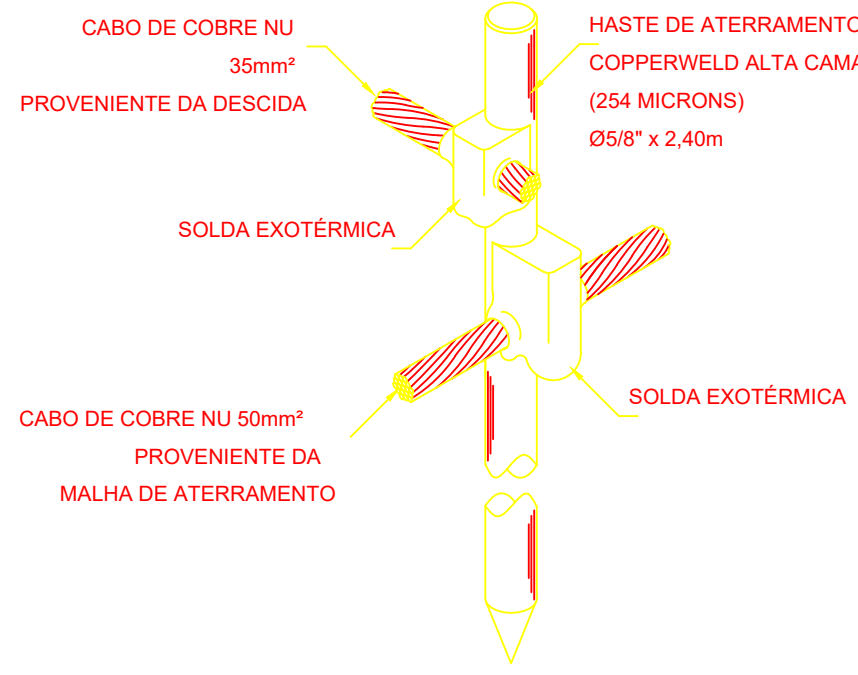 CABO DE COBRE NU
35mm²
PROVENIENTE DA DESCIDA
HASTE DE ATERRAMENTO
COPPERWELD ALTA CAMA
(254 MICRONS)
Ø5/8" x 2,40m
SOLDA EXOTÉRMICA
SOLDA EXOTÉRMICA
CABO DE COBRE NU 50mm²
PROVENIENTE DA
MALHA DE ATERRAMENTO